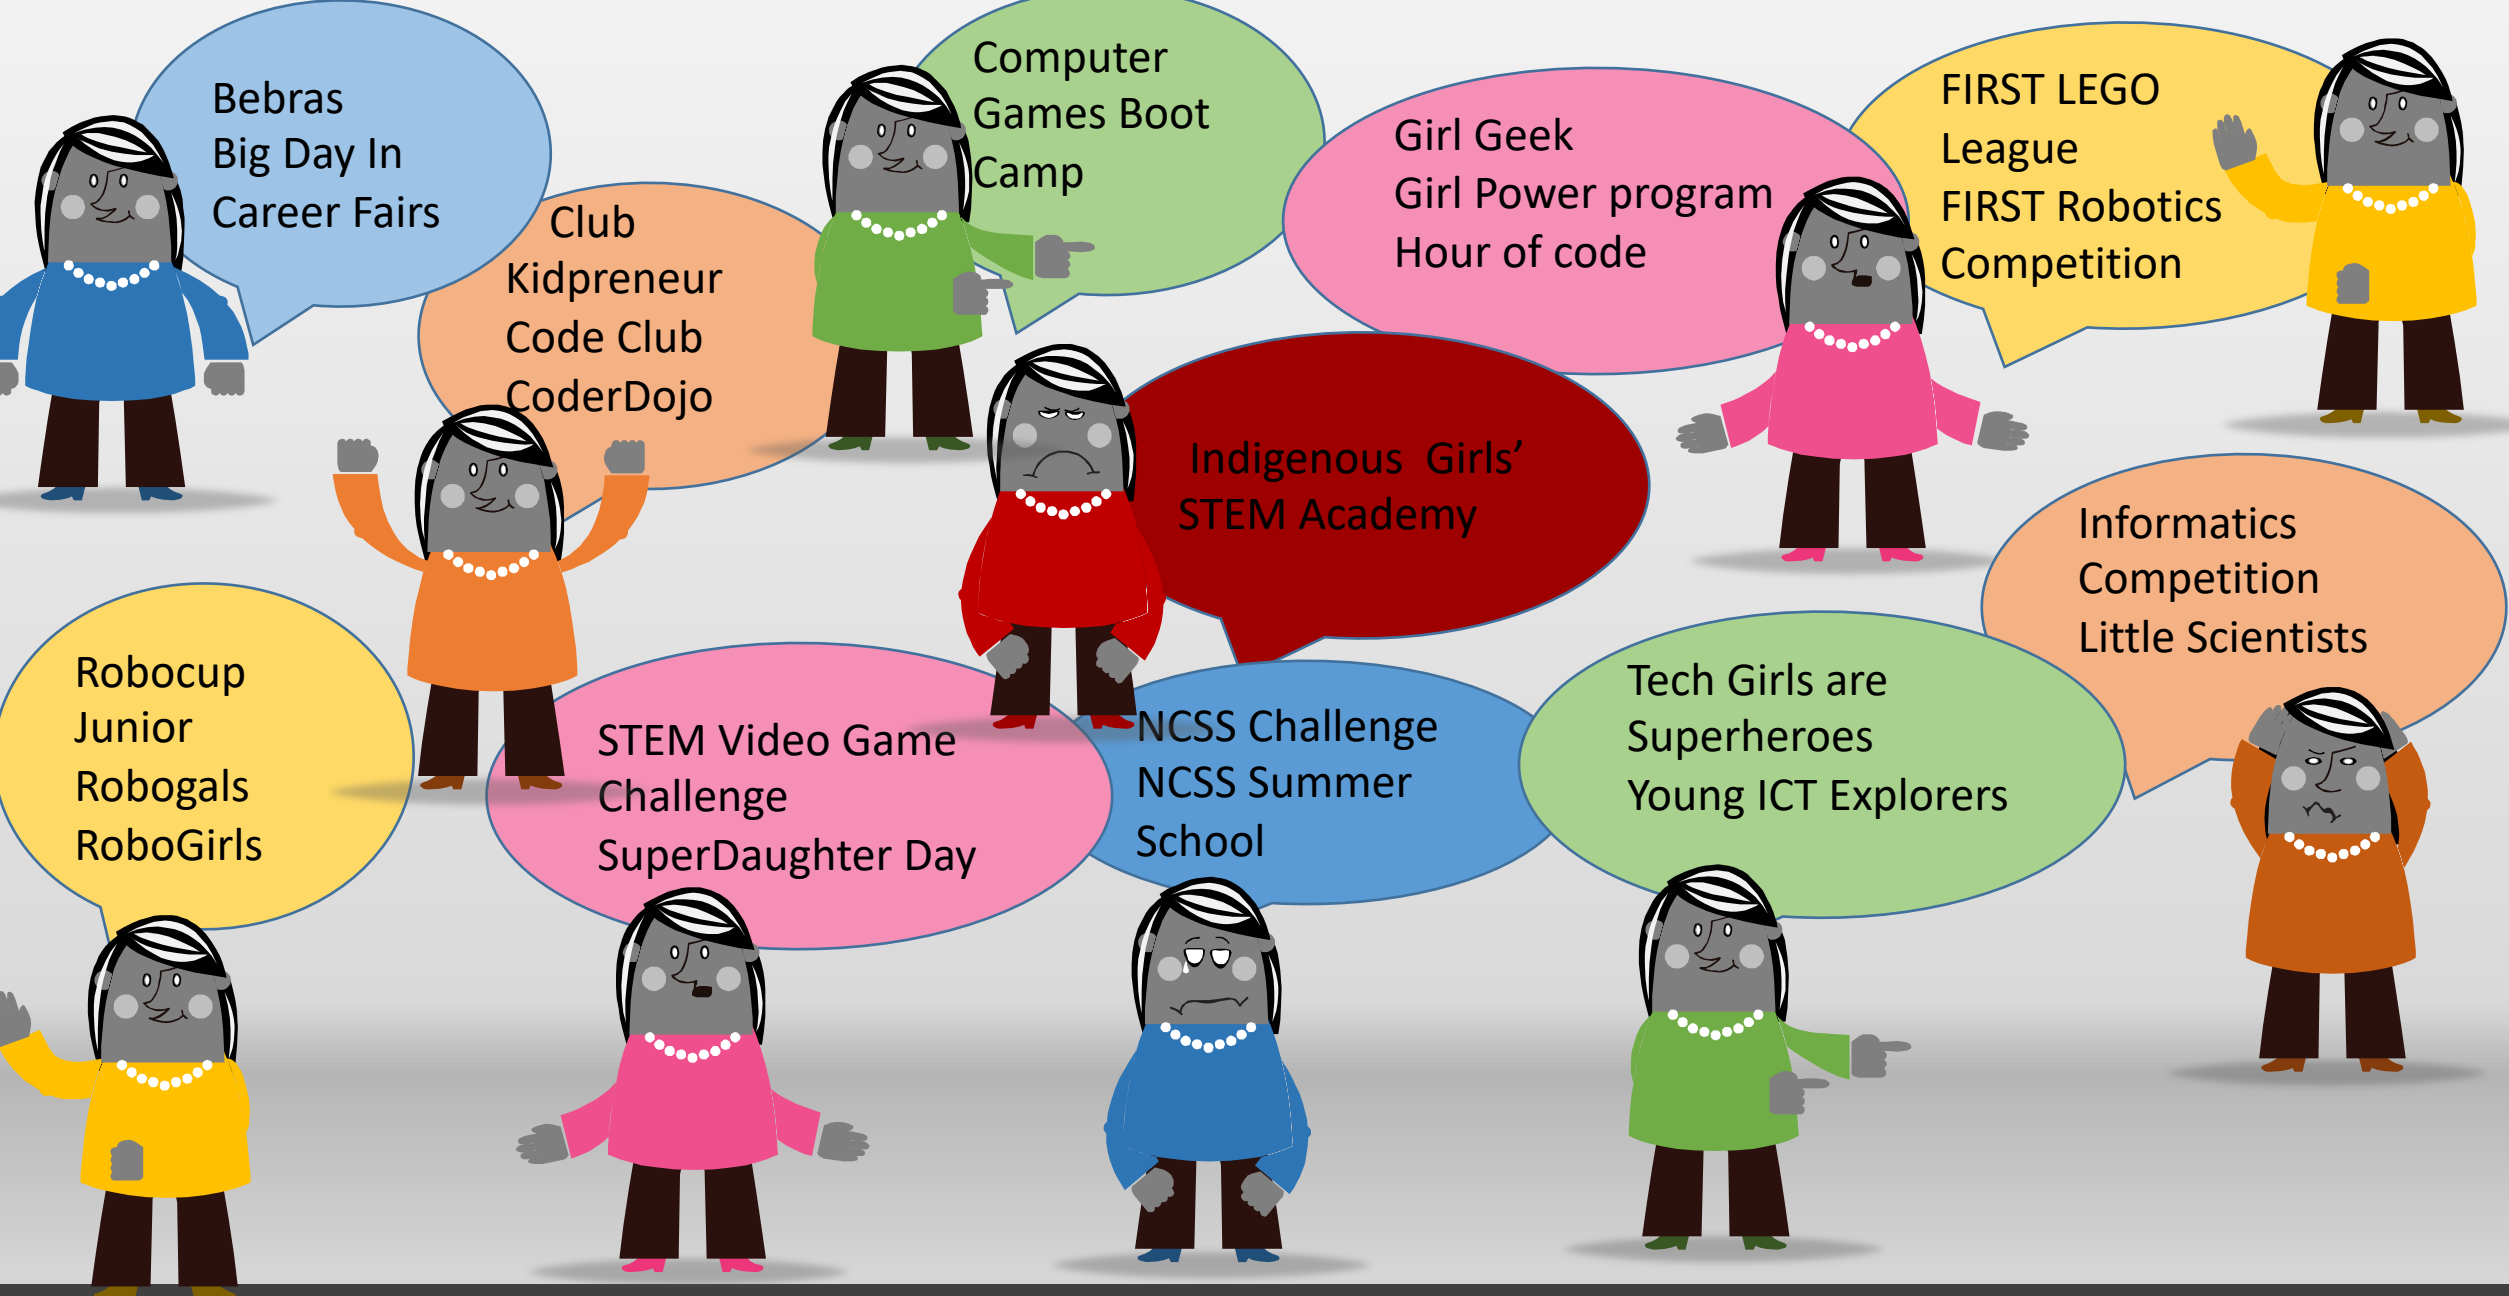 Bebras
Big Day In
Career Fairs
Club
Kidpreneur
Code Club
CoderDojo
Computer
Games Boot
Camp
Girl Geek
Girl Power program
Hour of code
FIRST LEGO
League
FIRST Robotics
Competition
Indigenous  Girls’
STEM Academy
Informatics
Competition
Little Scientists
Robocup
Junior
Robogals
RoboGirls
STEM Video Game
Challenge
SuperDaughter Day
NCSS Challenge
NCSS Summer
School
Tech Girls are
Superheroes
Young ICT Explorers